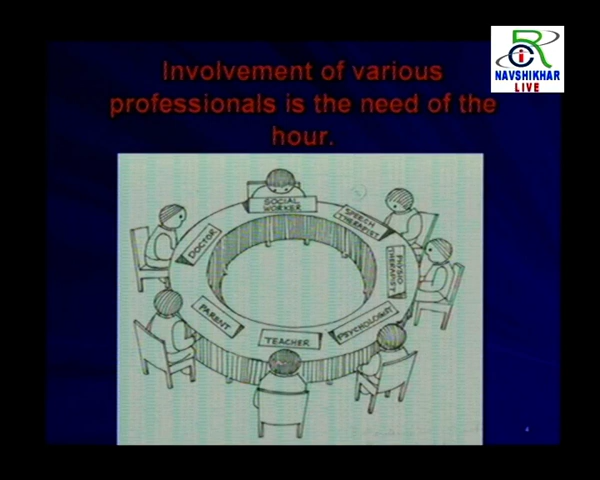 RCi
NAVSHIKHAR
LIVE
Involvement of various
professionals is the need of the
hour.
SOCIAL
WORKER
SPEECH
THERAPIST
DOCTOR
PHYSIO
THERAPIST
PARENT
PSYCHOLOGIST
TEACHER
4